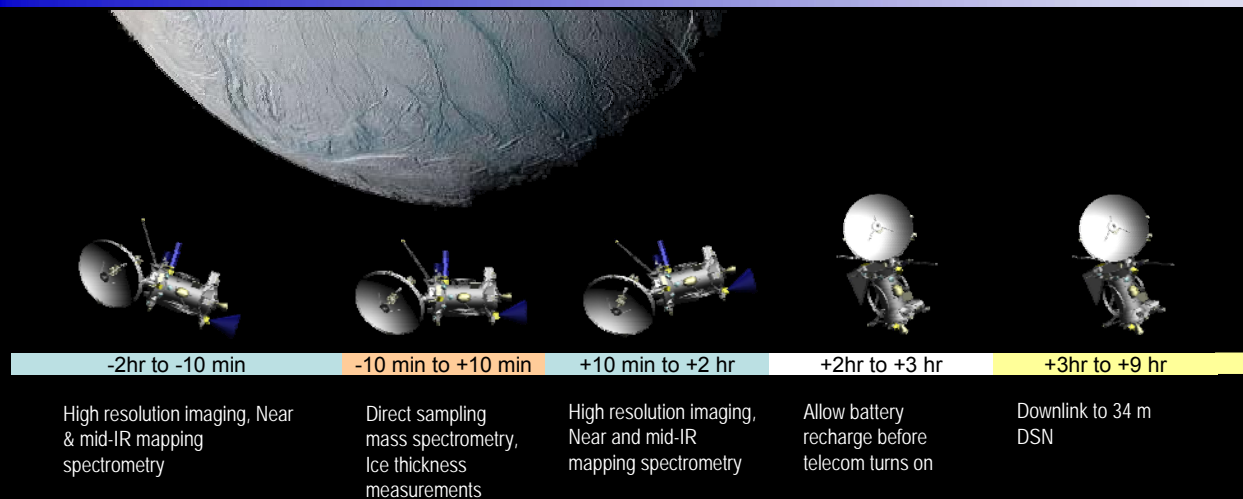 -2hr to -10 min
-10 min to +10 min
+10 min to +2 hr
+2hr to +3 hr
+3hr to +9 hr
High resolution imaging, Near
& mid-IR mapping
spectrometry
Direct sampling
mass spectrometry,
Ice thickness
measurements
High resolution imaging,
Near and mid-IR
mapping spectrometry
Allow battery
recharge before
telecom turns on
Downlink to 34 m
DSN